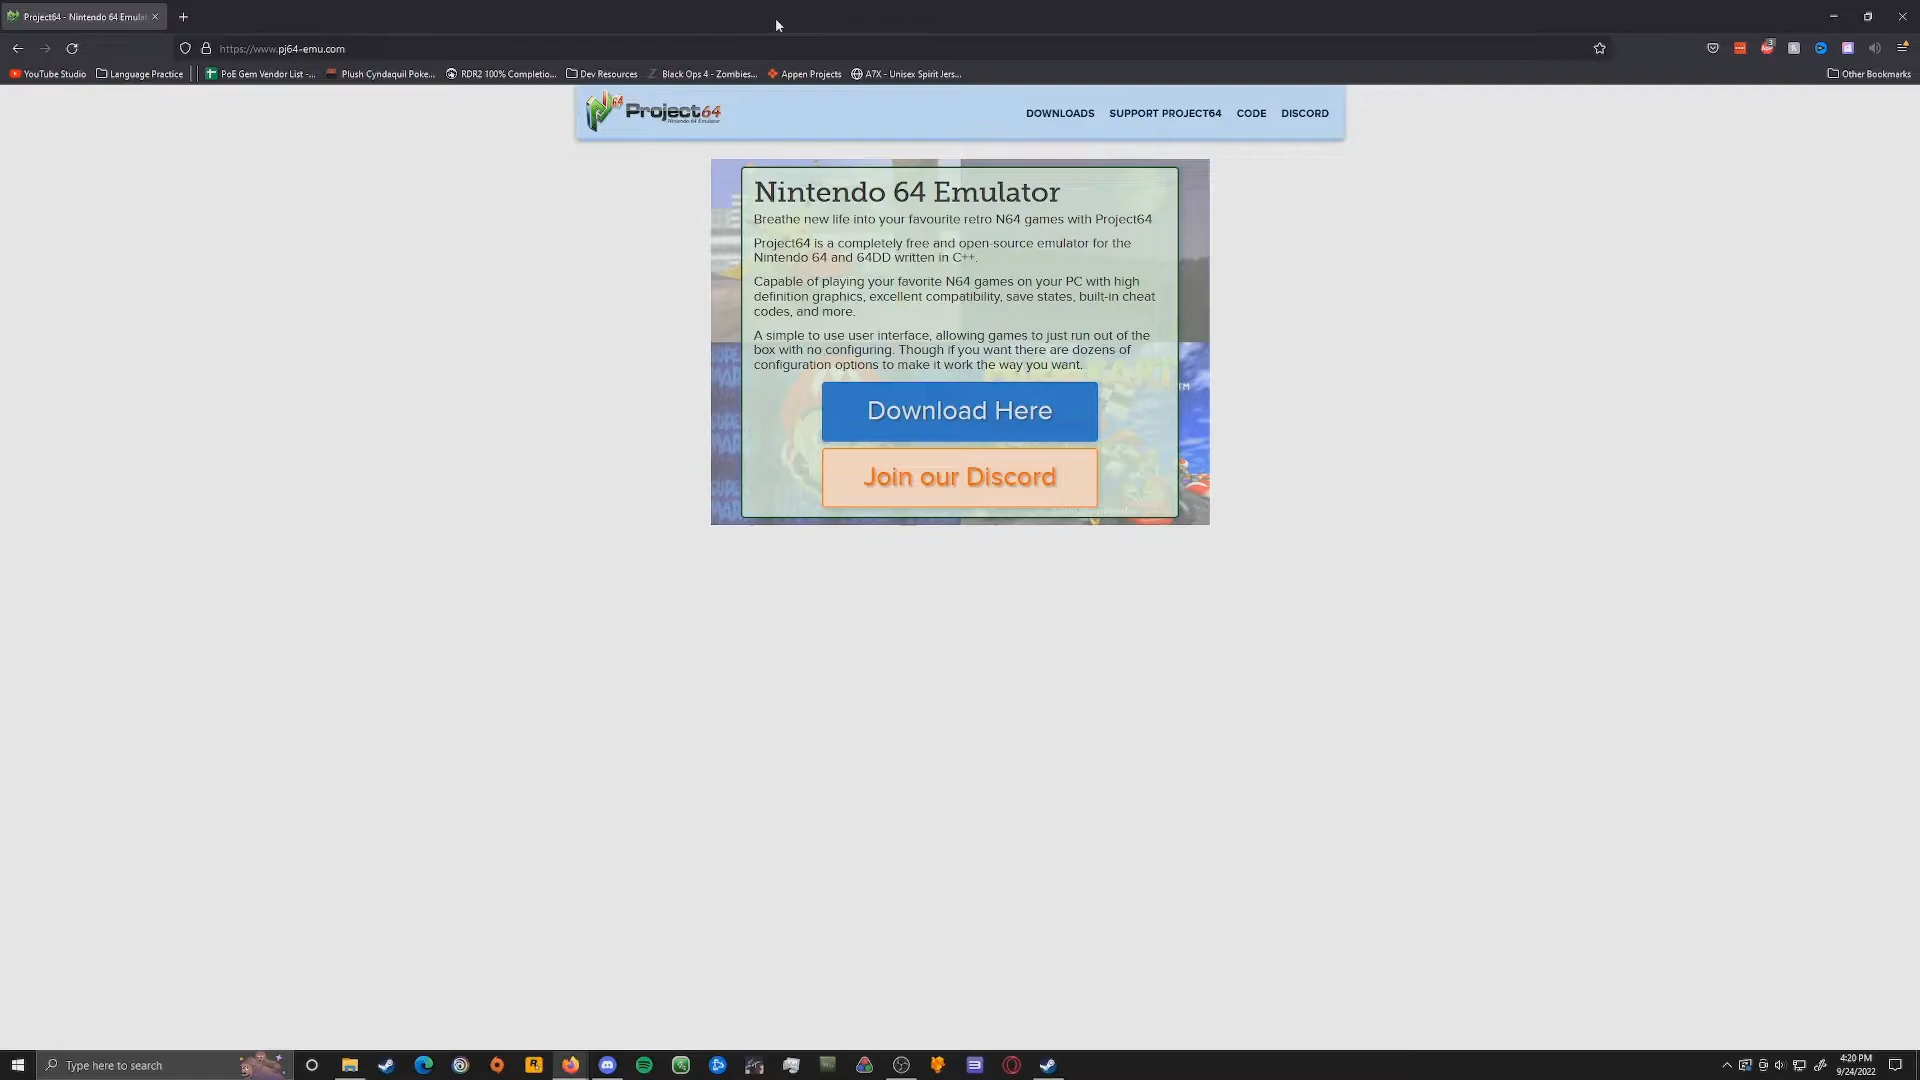 Project64 - Nintendo 64 Emula
https://www.pj64-emu.com
YouTube Studio
Language Practice
PoE Gem Vendor List -...
Plush Cyndaquil Poke...
RDR2 100% Completio...
Dev Resources
Black Ops 4 - Zombies...
Appen Projects
A7X - Unisex Spirit Jers...
Other Bookmarks
Project64
Nintendo 64 Emulator
DOWNLOADS
SUPPORT PROJECT64
CODE
DISCORD
Nintendo 64 Emulator
Breathe new life into your favourite retro N64 games with Project64
Project64 is a completely free and open-source emulator for the
Nintendo 64 and 64DD written in C++.
Capable of playing your favorite N64 games on your PC with high
definition graphics, excellent compatibility, save states, built-in cheat
codes, and more.
A simple to use user interface, allowing games to just run out of the
box with no configuring. Though if you want there are dozens of
configuration options to make it work the way you want.
Download Here
Join our Discord
Type here to search
4:20 PM
9/24/2022